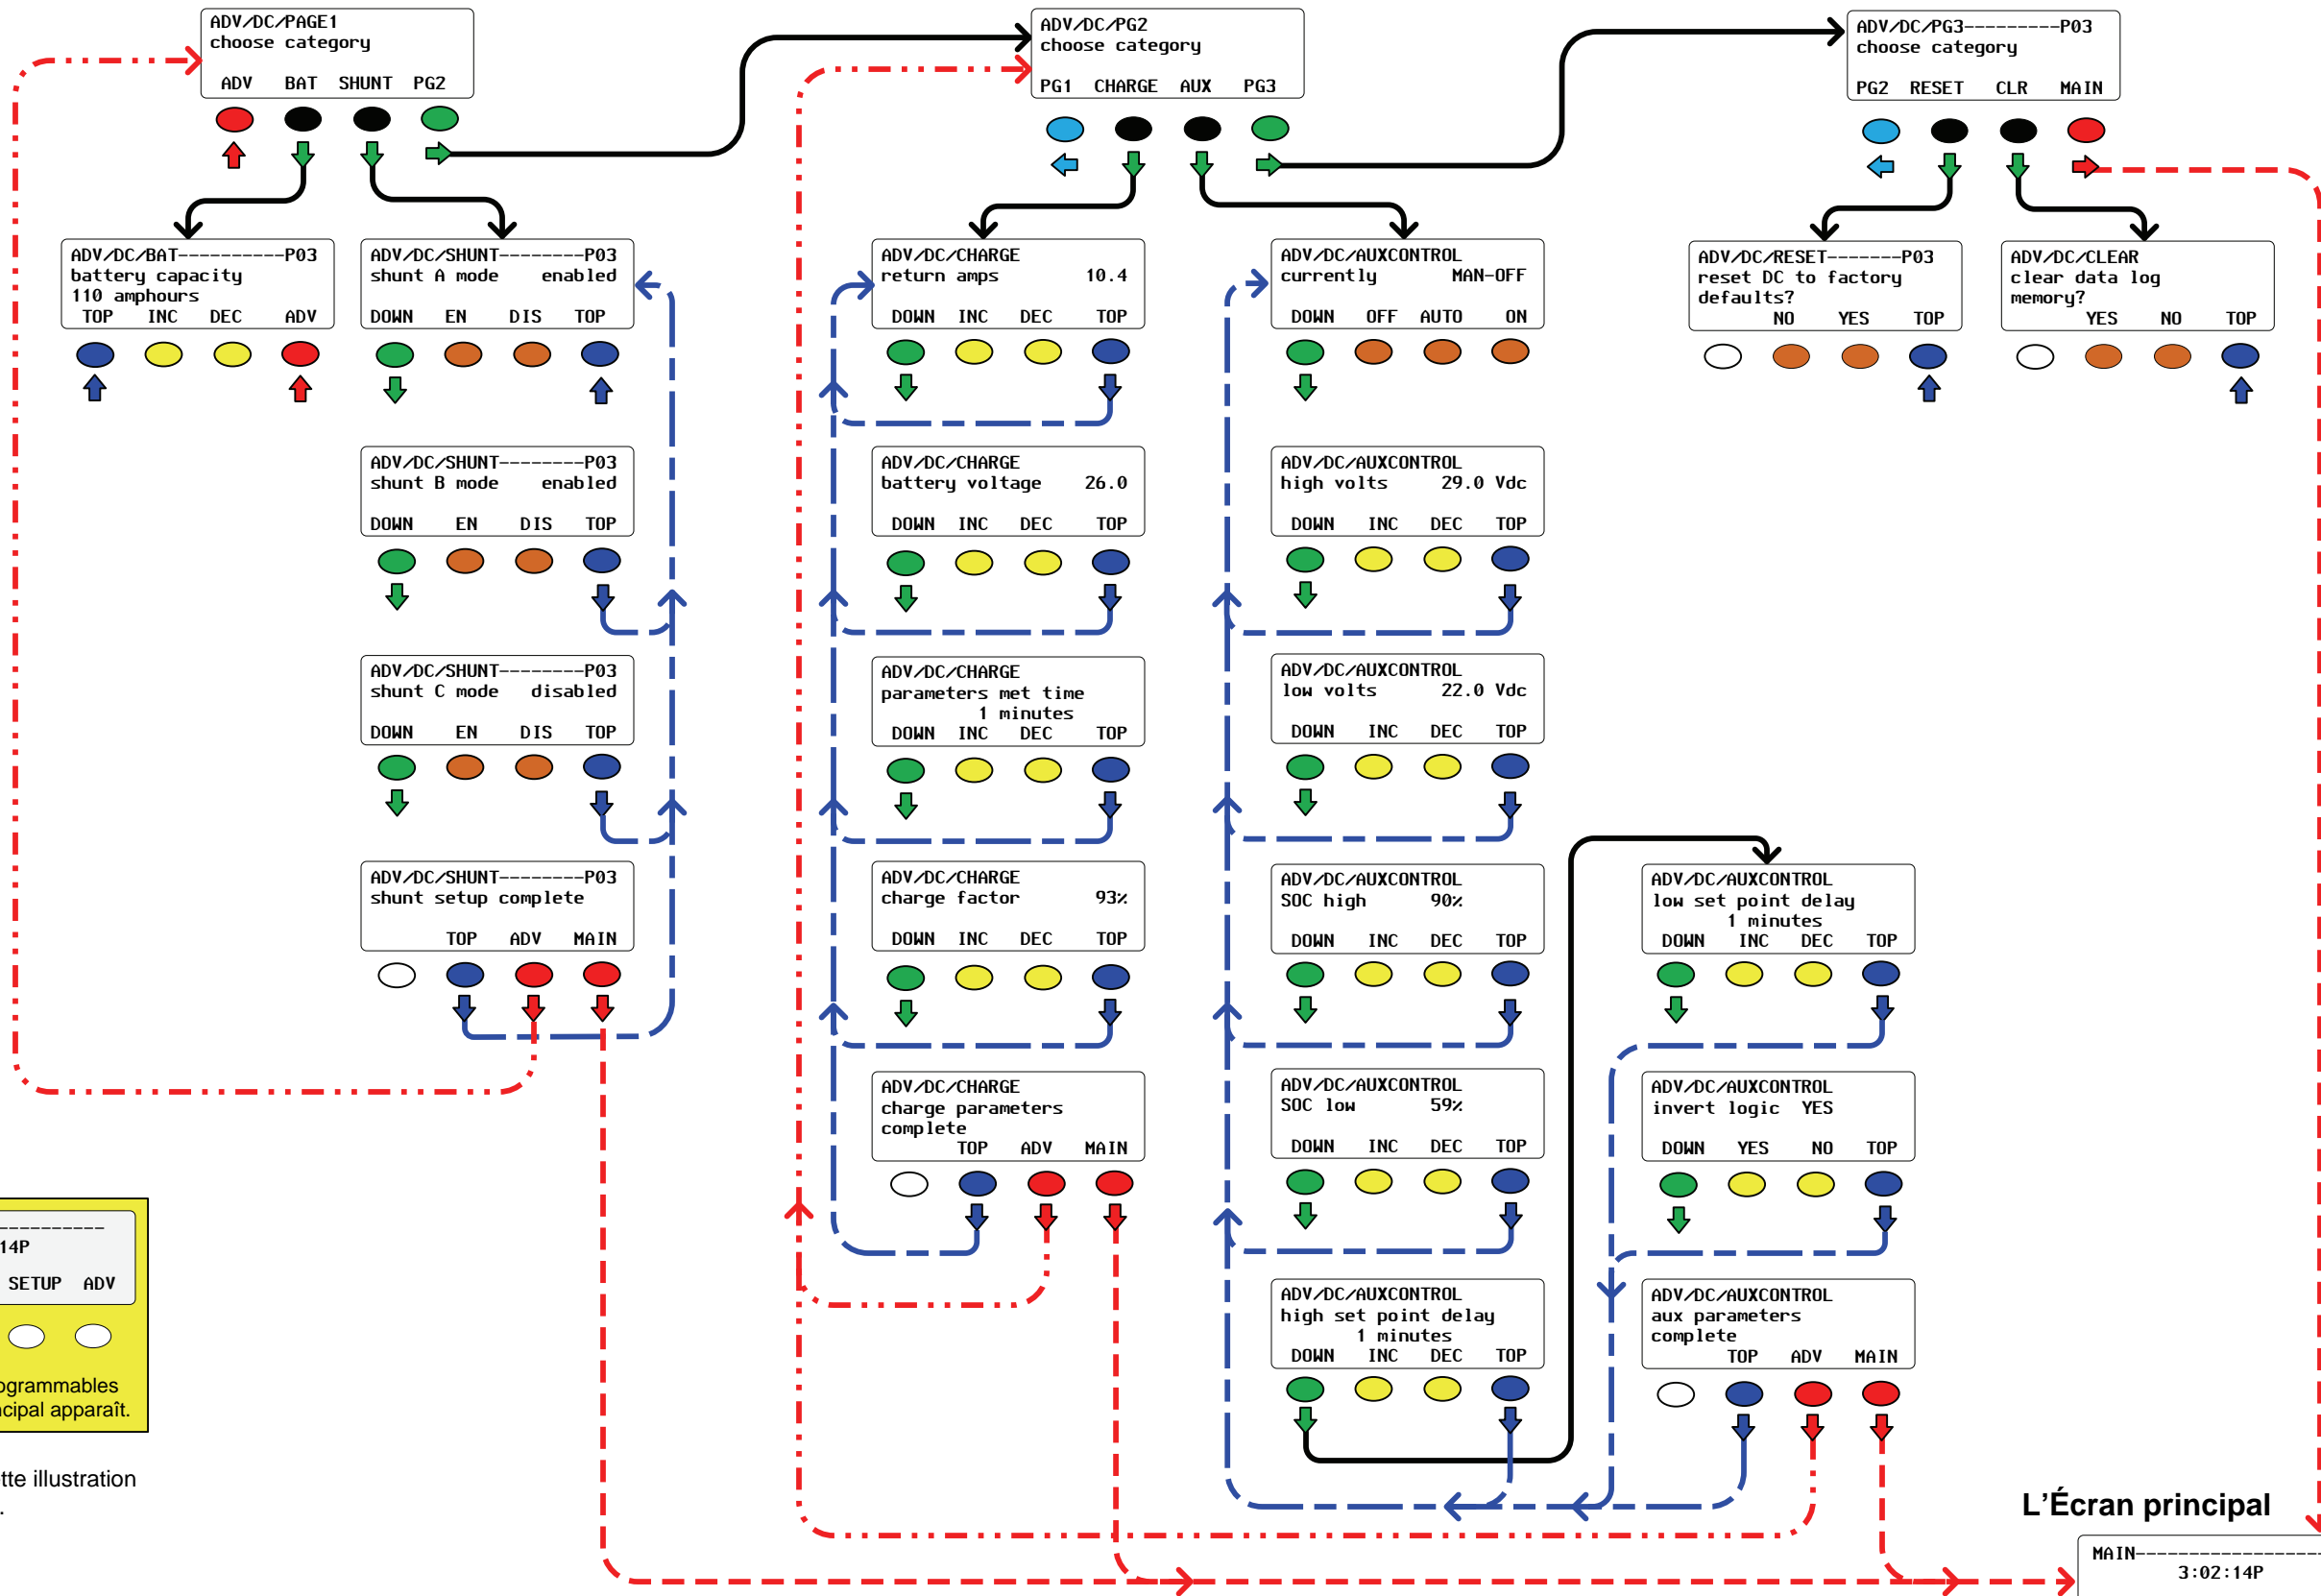 ADV/DC/PAGE1
choose category
ADV BAT SHUNT PG2
ADV/DC/PG2
choose category
PG1 CHARGE AUX PG3
ADV/DC/PG3---------P03
choose category
PG2 RESET CLR MAIN
ADV/DC/BAT----------P03
battery capacity
110 amphours
TOP INC DEC ADV
ADV/DC/SHUNT--------P03
shunt A mode enabled
DOWN EN DIS TOP
ADV/DC/SHUNT--------P03
shunt B mode enabled
DOWN EN DIS TOP
ADV/DC/SHUNT--------P03
shunt C mode disabled
DOWN EN DIS TOP
ADV/DC/SHUNT--------P03
shunt setup complete
TOP ADV MAIN
ADV/DC/CHARGE
return amps 10.4
DOWN INC DEC TOP
ADV/DC/CHARGE
battery voltage 26.0
DOWN INC DEC TOP
ADV/DC/CHARGE
parameters met time
1 minutes
DOWN INC DEC TOP
ADV/DC/CHARGE
charge factor 93%
DOWN INC DEC TOP
ADV/DC/CHARGE
charge parameters
complete
TOP ADV MAIN
ADV/DC/AUXCONTROL
currently MAN-OFF
DOWN OFF AUTO ON
ADV/DC/AUXCONTROL
high volts 29.0 Vdc
DOWN INC DEC TOP
ADV/DC/AUXCONTROL
low volts 22.0 Vdc
DOWN INC DEC TOP
ADV/DC/AUXCONTROL
SOC high 90%
DOWN INC DEC TOP
ADV/DC/AUXCONTROL
SOC low 59%
DOWN INC DEC TOP
ADV/DC/AUXCONTROL
high set point delay
1 minutes
DOWN INC DEC TOP
ADV/DC/AUXCONTROL
low set point delay
1 minutes
DOWN INC DEC TOP
ADV/DC/AUXCONTROL
invert logic YES
DOWN YES NO TOP
ADV/DC/AUXCONTROL
aux parameters
complete
TOP ADV MAIN
ADV/DC/RESET-------P03
reset DC to factory
defaults?
NO YES TOP
ADV/DC/CLEAR
clear data log
memory?
YES NO TOP
-----------
14P
SETUP ADV
ogrammables
ncipal apparaît.
tte illustration
.
L'Écran principal
MAIN------------------
3:02:14P